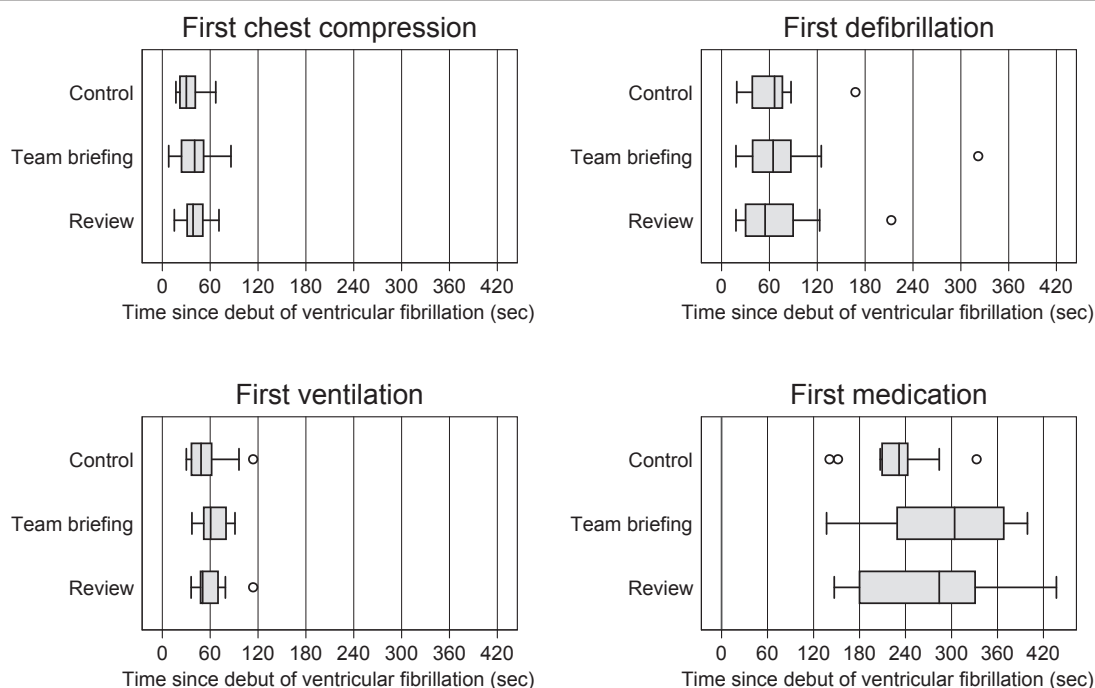 First chest compression
Control
Team briefing
Review
0 60 120 180 240 300 360 420
Time since debut of ventricular fibrillation (sec)
First defibrillation
Control
Team briefing
Review
0 60 120 180 240 300 360 420
Time since debut of ventricular fibrillation (sec)
First ventilation
Control
Team briefing
Review
0 60 120 180 240 300 360 420
Time since debut of ventricular fibrillation (sec)
First medication
Control
Team briefing
Review
0 60 120 180 240 300 360 420
Time since debut of ventricular fibrillation (sec)